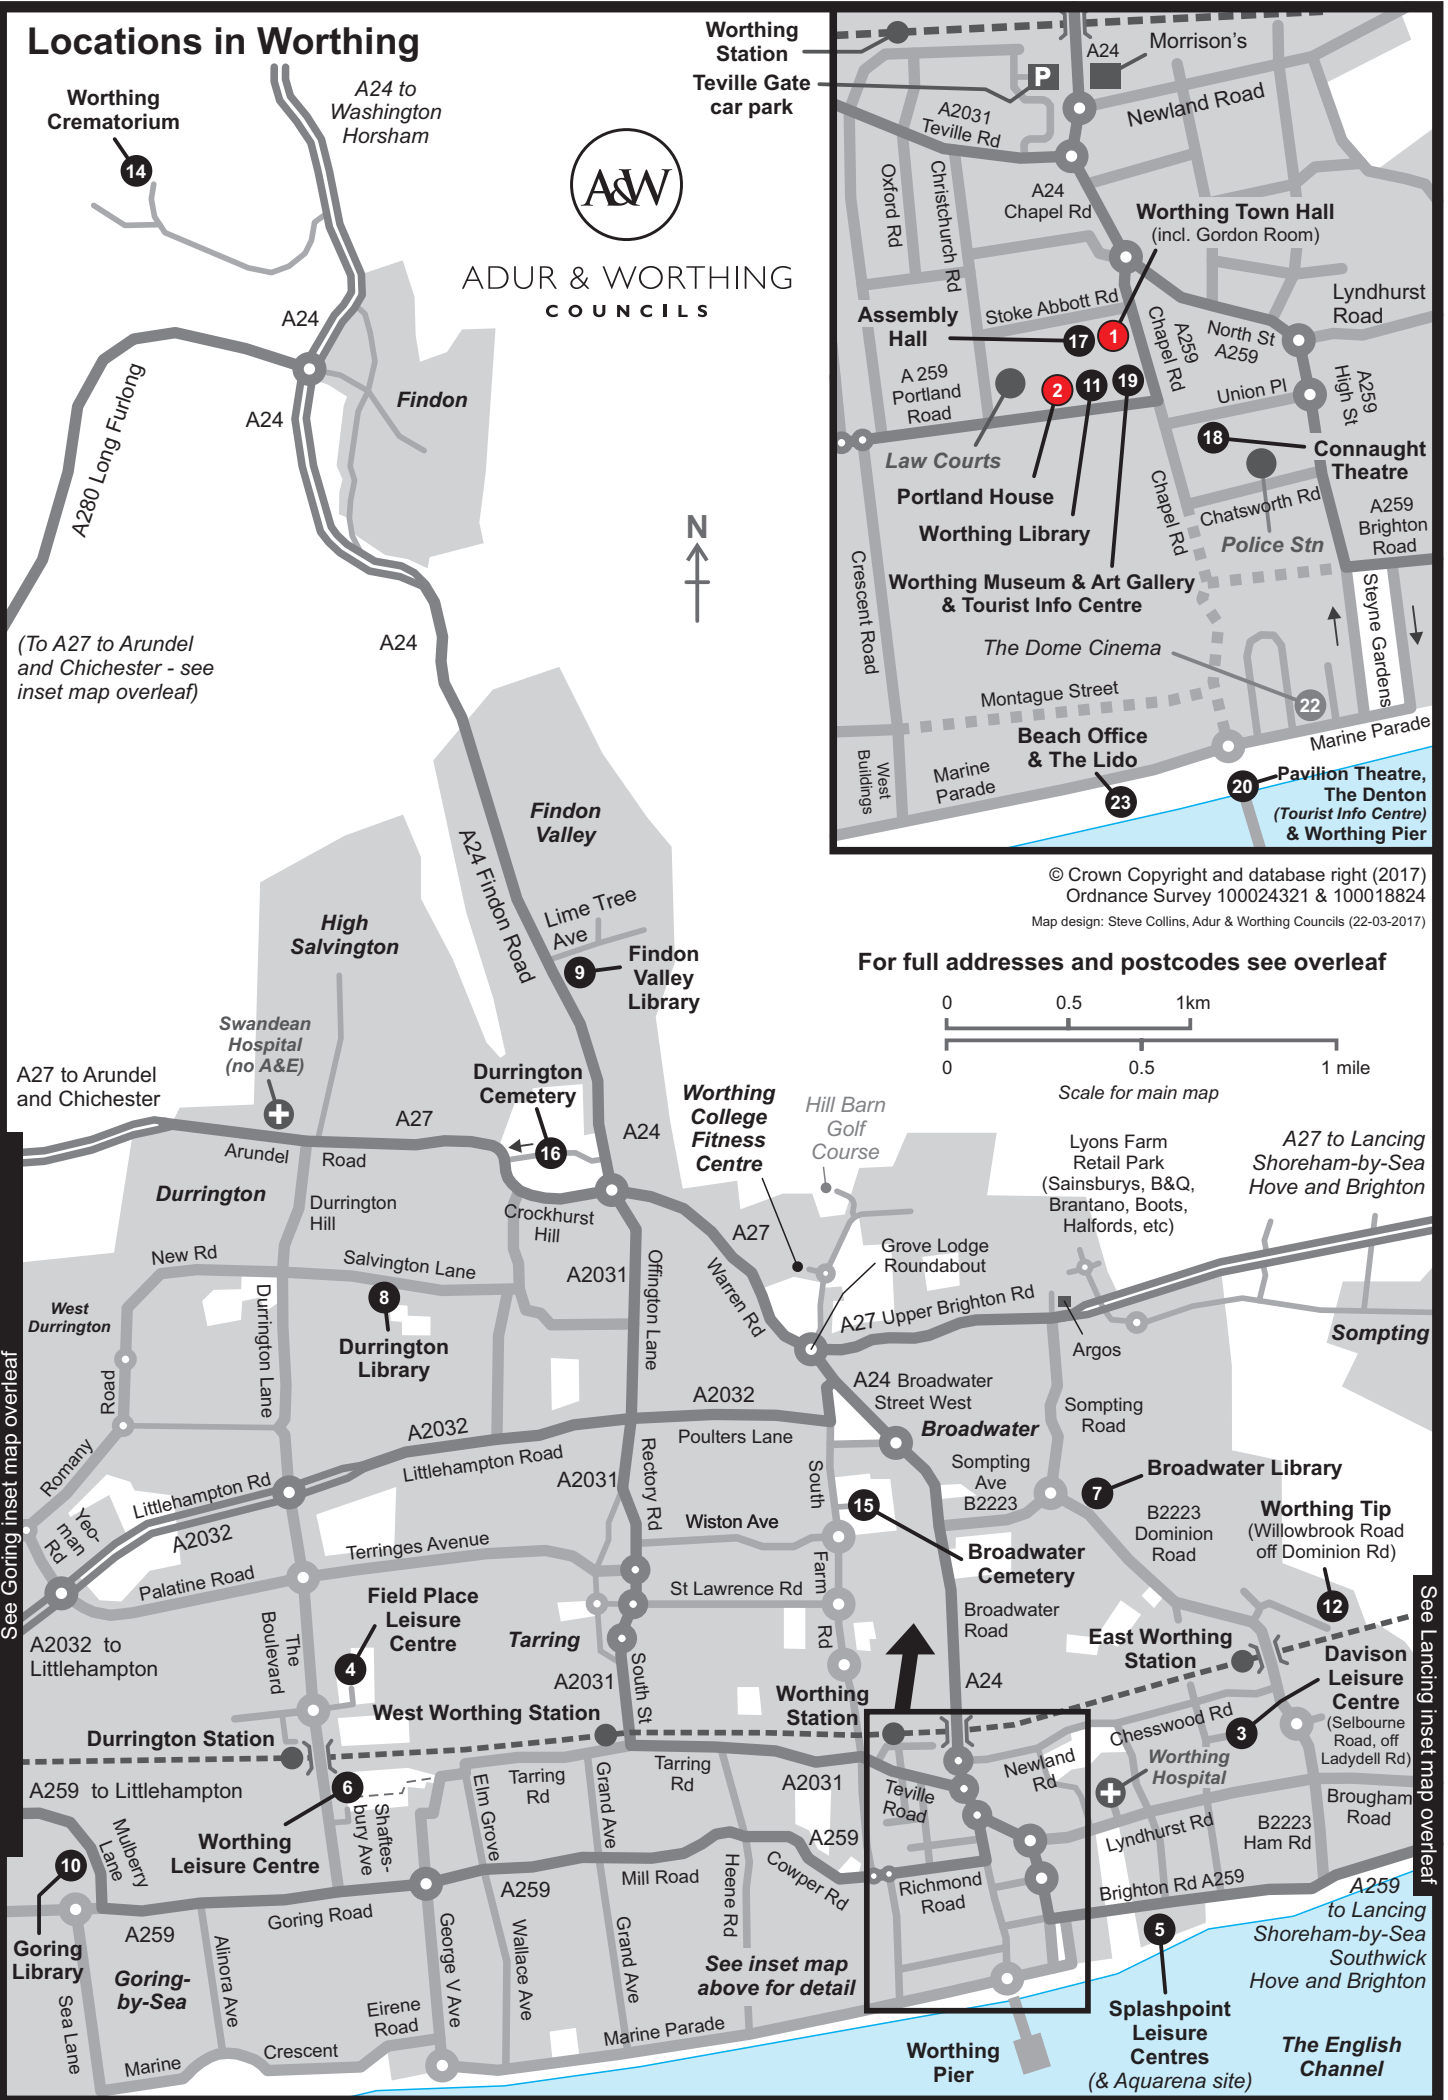 Locations in Worthing
Worthing
Crematorium
14
A24 to
Washington
Horsham
A&W
ADUR & WORTHING
COUNCILS
A24
A24
A280 Long Furlong
Findon
(To A27 to Arundel
and Chichester - see
inset map overleaf)
A24
N
Worthing
Station
Teville Gate
car park
P
A24
Morrison's
Newland Road
A2031
Teville Rd
Oxford Rd
Christchurch Rd
A24
Chapel Rd
Worthing Town Hall
(incl. Gordon Room)
Assembly
Hall
Stoke Abbott Rd
17
1
A259
Chapel Rd
North St
A259
Lyndhurst
Road
A 259
Portland
Road
2
11
19
Union Pl
A259
High St
18
Connaught
Theatre
Law Courts
Portland House
Worthing Library
Chapel Rd
Chatsworth Rd
Police Stn
A259
Brighton
Road
Worthing Museum & Art Gallery
& Tourist Info Centre
Crescent Road
The Dome Cinema
22
Steyne Gardens
Montague Street
Marine Parade
West
Buildings
Marine
Parade
Beach Office
& The Lido
23
20
Pavilion Theatre,
The Denton
(Tourist Info Centre)
& Worthing Pier
© Crown Copyright and database right (2017)
Ordnance Survey 100024321 & 100018824
Map design: Steve Collins, Adur & Worthing Councils (22-03-2017)
For full addresses and postcodes see overleaf
0
0.5
1km
0
0.5
1 mile
Scale for main map
Findon
Valley
A24 Findon Road
Lime Tree
Ave
9
Findon
Valley
Library
High
Salvington
Swandean
Hospital
(no A&E)
A27 to Arundel
and Chichester
A27
Arundel
Road
Durrington
Cemetery
16
A24
Worthing
College
Fitness
Centre
Hill Barn
Golf
Course
Lyons Farm
Retail Park
(Sainsburys, B&Q,
Brantano, Boots,
Halfords, etc)
A27 to Lancing
Shoreham-by-Sea
Hove and Brighton
Durrington
Durrington
Hill
Crockhurst
Hill
A27
Warren Rd
Grove Lodge
Roundabout
A27 Upper Brighton Rd
Argos
Sompting
New Rd
Salvington Lane
A2031
Offington Lane
8
Durrington
Library
West
Durrington
Durrington Lane
Romany
Road
A24 Broadwater
Street West
Broadwater
Sompting
Road
A2032
Poulters Lane
A2032
Littlehampton Road
Littlehampton Rd
A2032
Yeo-
man
Rd
Palatine Road
Terringes Avenue
A2031
Rectory Rd
South
Farm
Rd
15
Broadwater
Cemetery
Sompting
Ave
B2223
7
Broadwater Library
B2223
Dominion
Road
Worthing Tip
(Willowbrook Road
off Dominion Rd)
12
Wiston Ave
St Lawrence Rd
Broadwater
Road
See Goring inset map overleaf
A2032 to
Littlehampton
The
Boulevard
Field Place
Leisure
Centre
4
Tarring
A2031
South St
A24
East Worthing
Station
Davison
Leisure
Centre
(Selbourne
Road, off
Ladydell Rd)
3
See Lancing inset map overleaf
West Worthing Station
Worthing
Station
Durrington Station
Chesswood Rd
Worthing
Hospital
A259 to Littlehampton
6
Worthing
Leisure Centre
Shaftes-
bury Ave
Elm Grove
Tarring
Rd
Grand Ave
Tarring
Rd
A2031
Teville
Road
Newland
Rd
Lyndhurst Rd
B2223
Ham Rd
Brougham
Road
Mulberry
Lane
10
Goring
Library
A259
Goring Road
A259
Mill Road
Heene Rd
A259
Cowper Rd
Richmond
Road
Brighton Rd A259
5
Splashpoint
Leisure
Centres
(& Aquarena site)
A259
to Lancing
Shoreham-by-Sea
Southwick
Hove and Brighton
Goring-
by-Sea
Sea Lane
Alinora Ave
George V Ave
Wallace Ave
Grand Ave
See inset map
above for detail
Eirene
Road
Marine
Crescent
Marine Parade
Worthing
Pier
The English
Channel